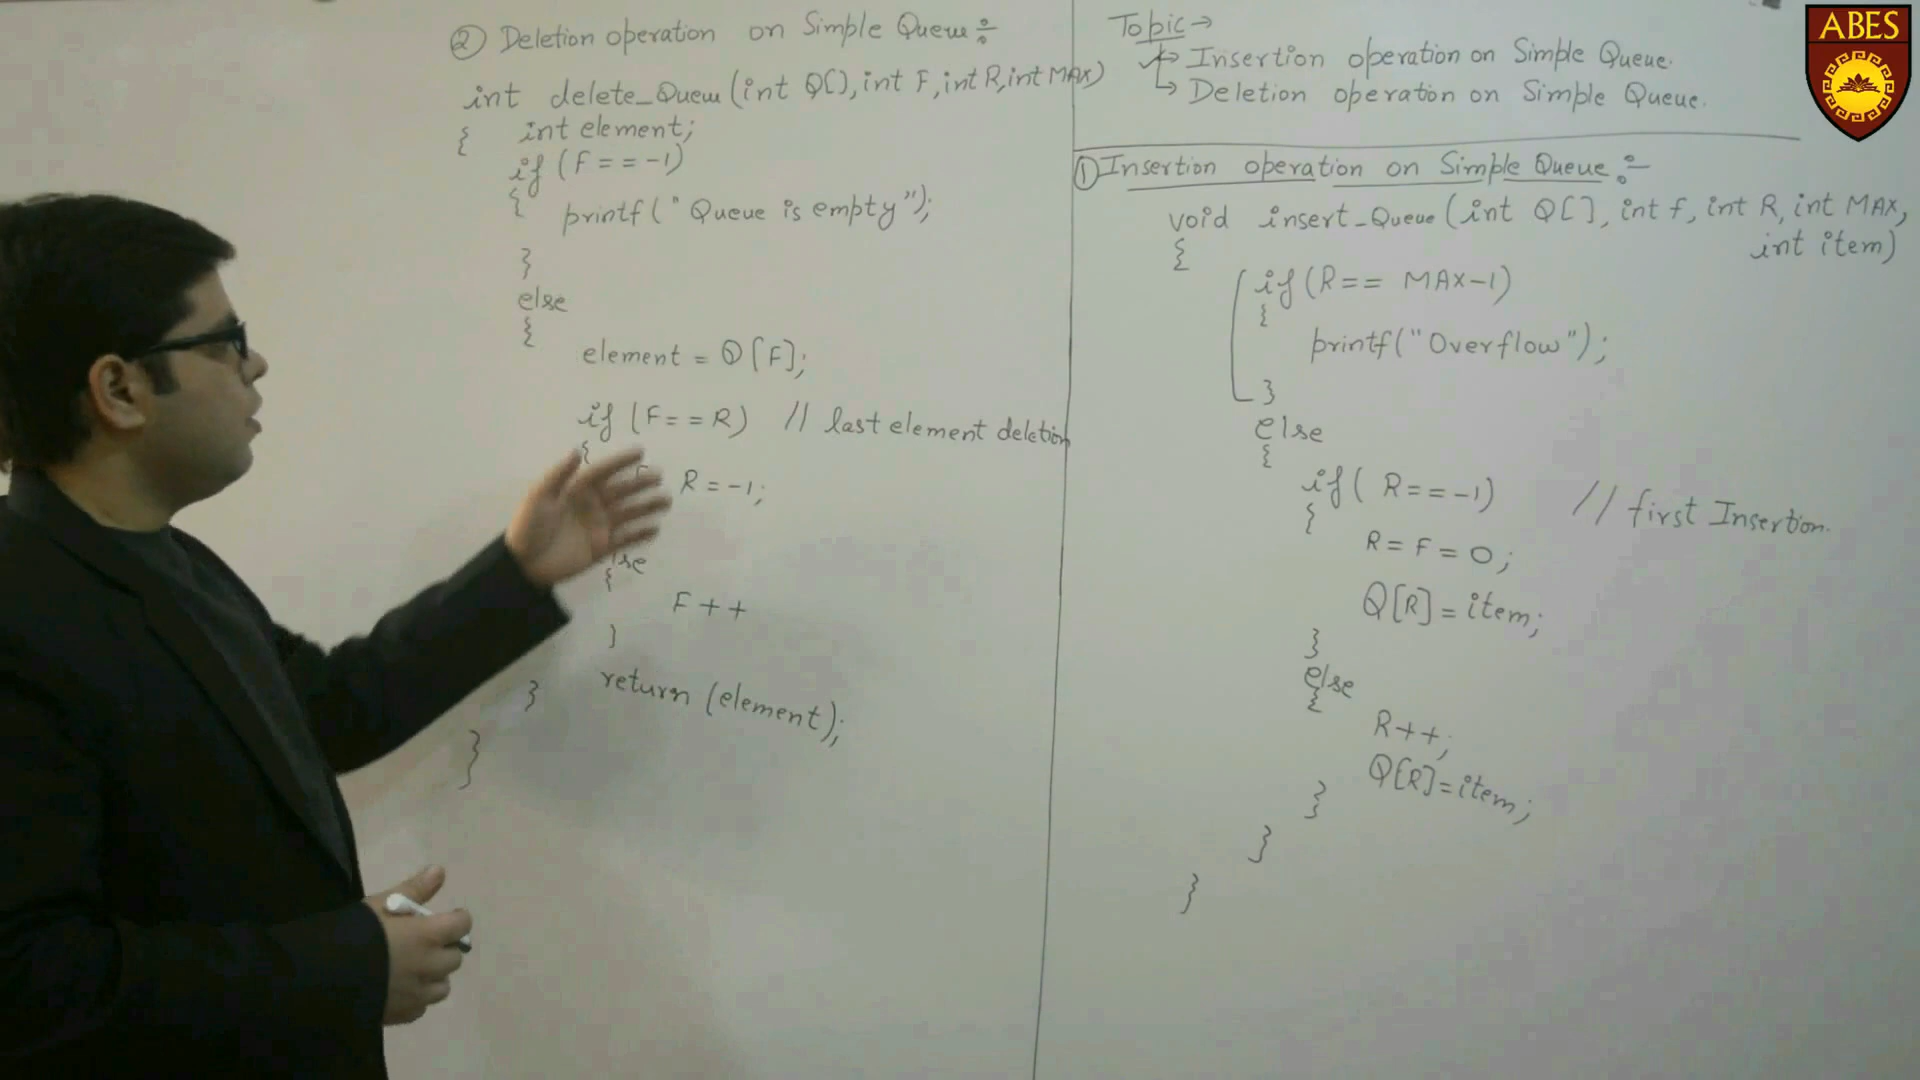 ② Deletion operation on Simple Queue:
int delete_Queue (int Q[], int F, int R, int MAX)
{ int element;
if (F == -1)
{
printf (" Queue is empty");
}
else
{
element = Q[F];
if (F == R) // last element deletion
{
R = -1;
lse
{
F++
}
return (element);
}
}
Topic →
Insertion operation on Simple Queue.
Deletion operation on Simple Queue.
① Insertion operation on Simple Queue:-
void insert_Queue (int Q[], int f, int R, int MAX,
int item)
{
if (R == MAX-1)
{
printf("Overflow");
}
else
{
if ( R == -1) // first Insertion.
{
R = F = 0;
Q[R] = item;
}
else
{
R++;
Q[R] = item;
}
}
}
ABES